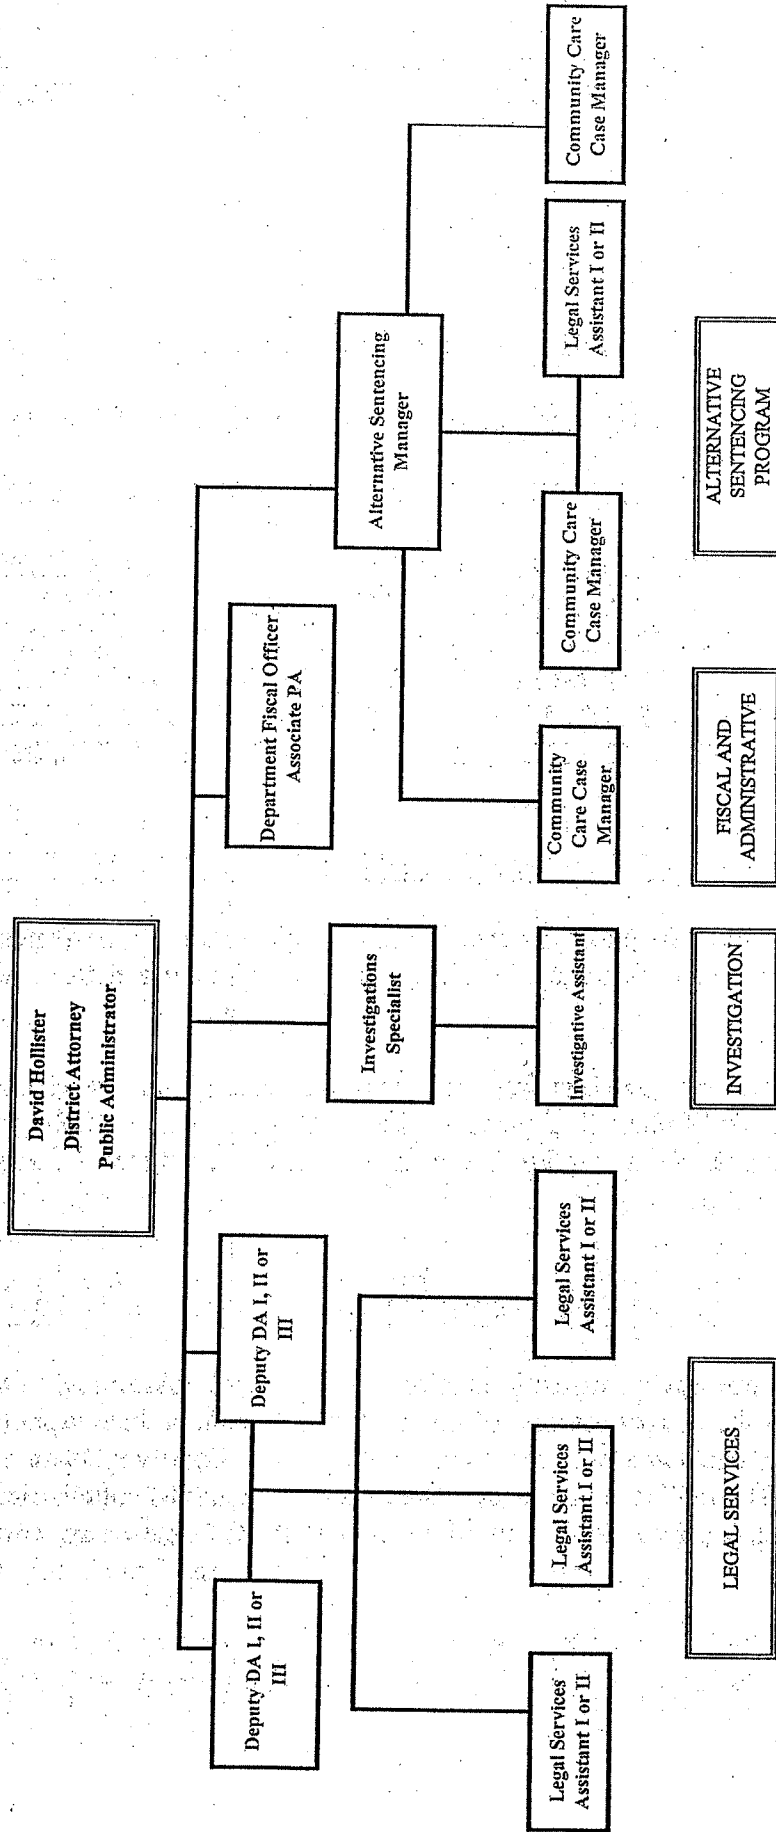 David Hollister
District Attorney
Public Administrator
Deputy DA I, II or
III
Deputy DA I, II or
III
Department Fiscal Officer
Associate PA
Investigations
Specialist
Alternative Sentencing
Manager
Legal Services
Assistant I or II
Legal Services
Assistant I or II
Legal Services
Assistant I or II
Investigative Assistant
Community
Care Case
Manager
Community Care
Case Manager
Legal Services
Assistant I or II
Community Care
Case Manager
LEGAL SERVICES
INVESTIGATION
FISCAL AND
ADMINISTRATIVE
ALTERNATIVE
SENTENCING
PROGRAM